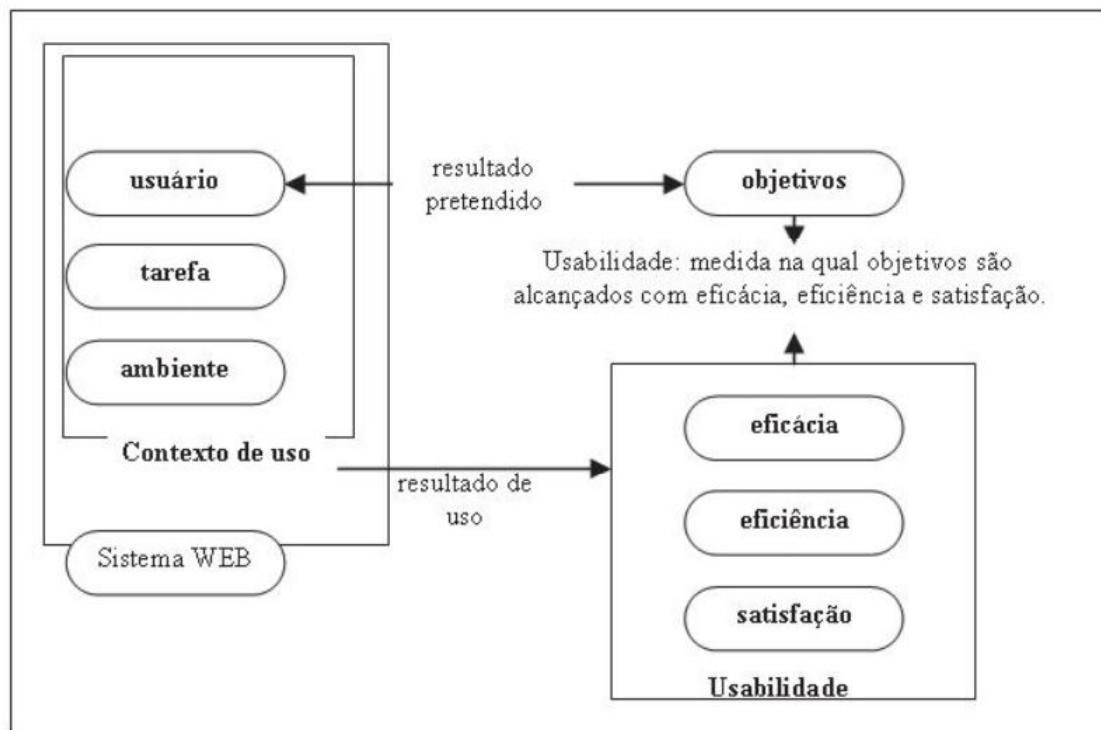 usuário
resultado
pretendido
objetivos
tarefa
Usabilidade: medida na qual objetivos são
alcançados com eficácia, eficiência e satisfação.
ambiente
Contexto de uso
resultado de
uso
Sistema WEB
eficácia
eficiência
satisfação
Usabilidade